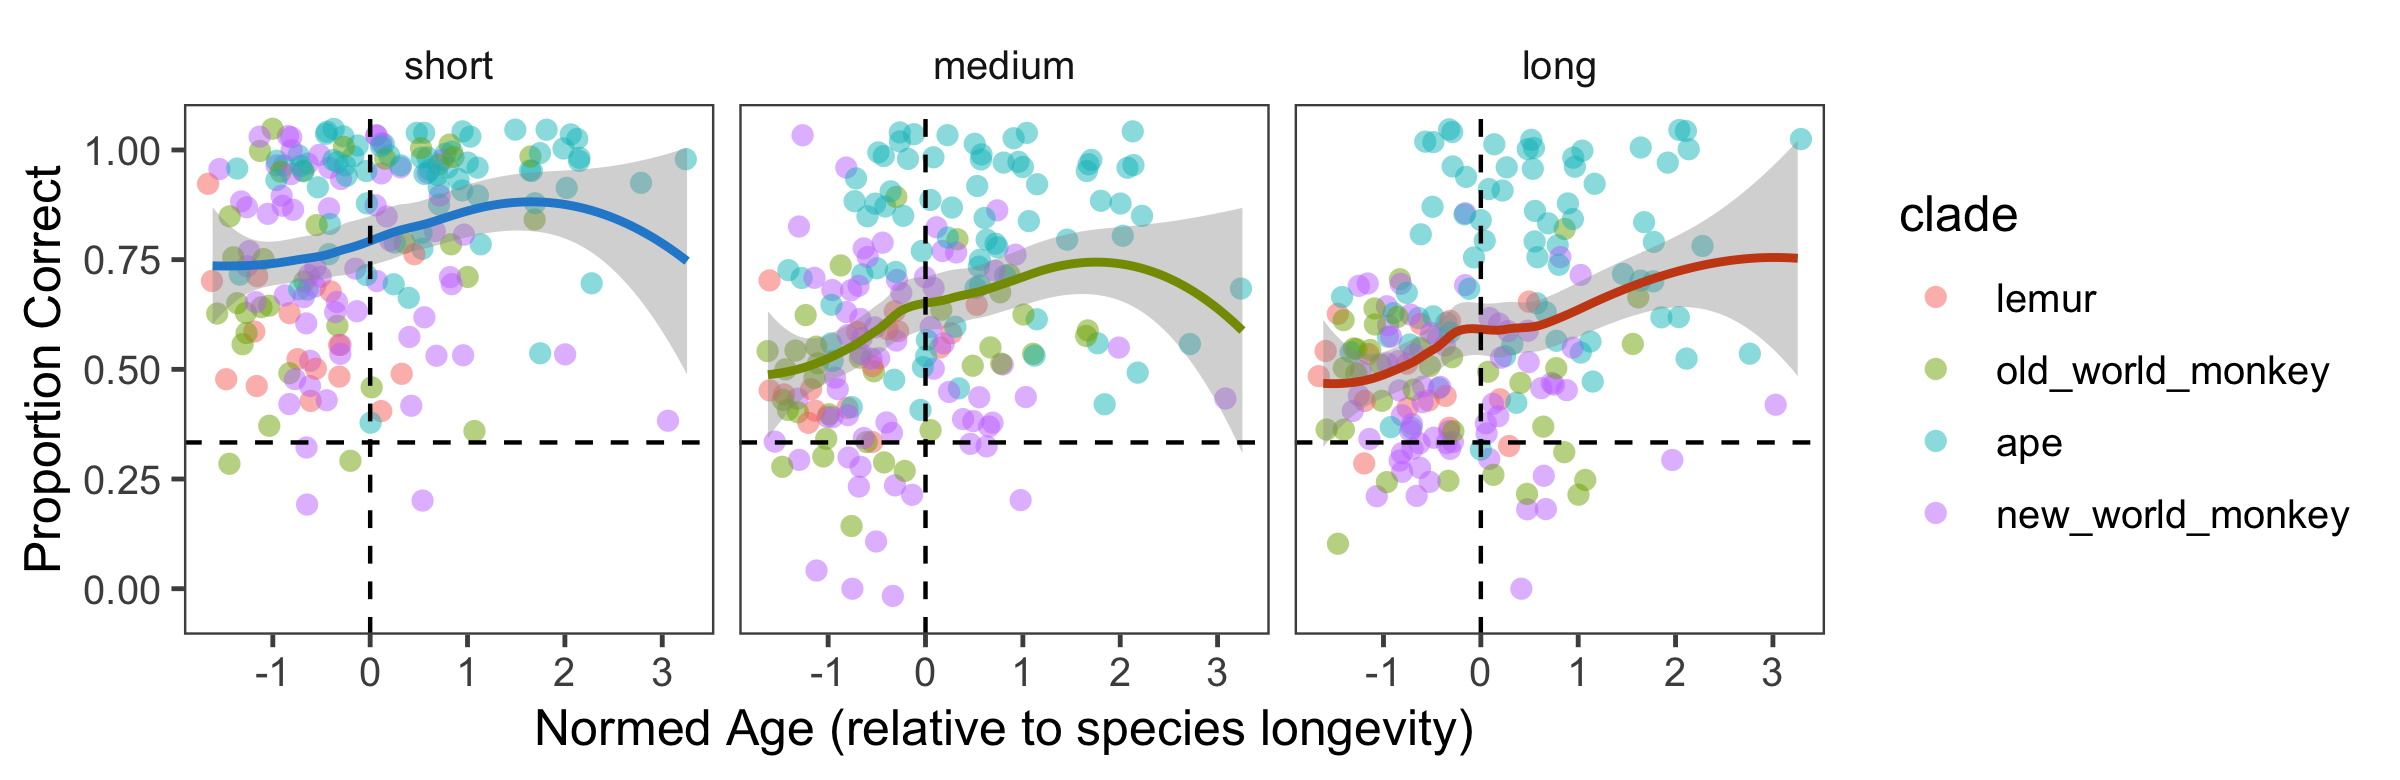 short medium long
Proportion Correct
1.00
0.75
0.50
0.25
0.00
-1 0 1 2 3 -1 0 1 2 3 -1 0 1 2 3
Normed Age (relative to species longevity)
clade
lemur
old_world_monkey
ape
new_world_monkey